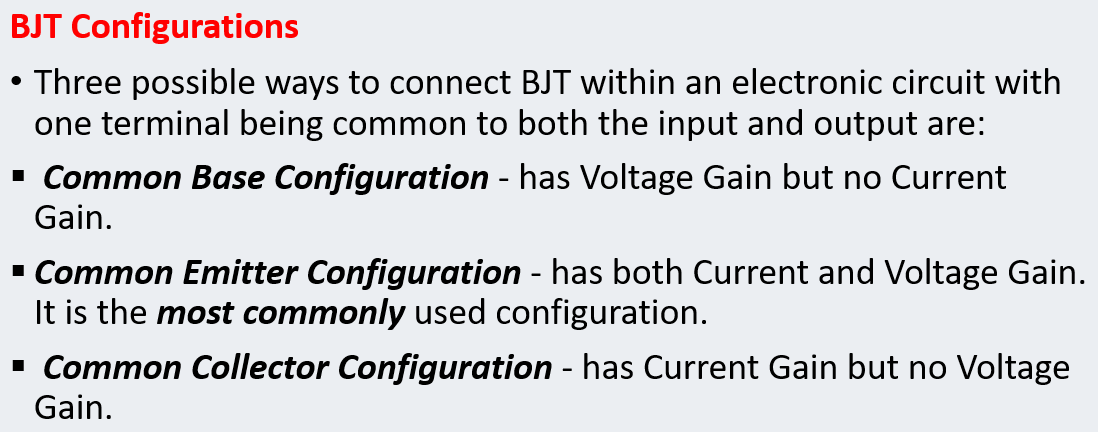 BJT Configurations
• Three possible ways to connect BJT within an electronic circuit with
one terminal being common to both the input and output are:
▪ Common Base Configuration - has Voltage Gain but no Current
Gain.
▪ Common Emitter Configuration - has both Current and Voltage Gain.
It is the most commonly used configuration.
▪ Common Collector Configuration - has Current Gain but no Voltage
Gain.